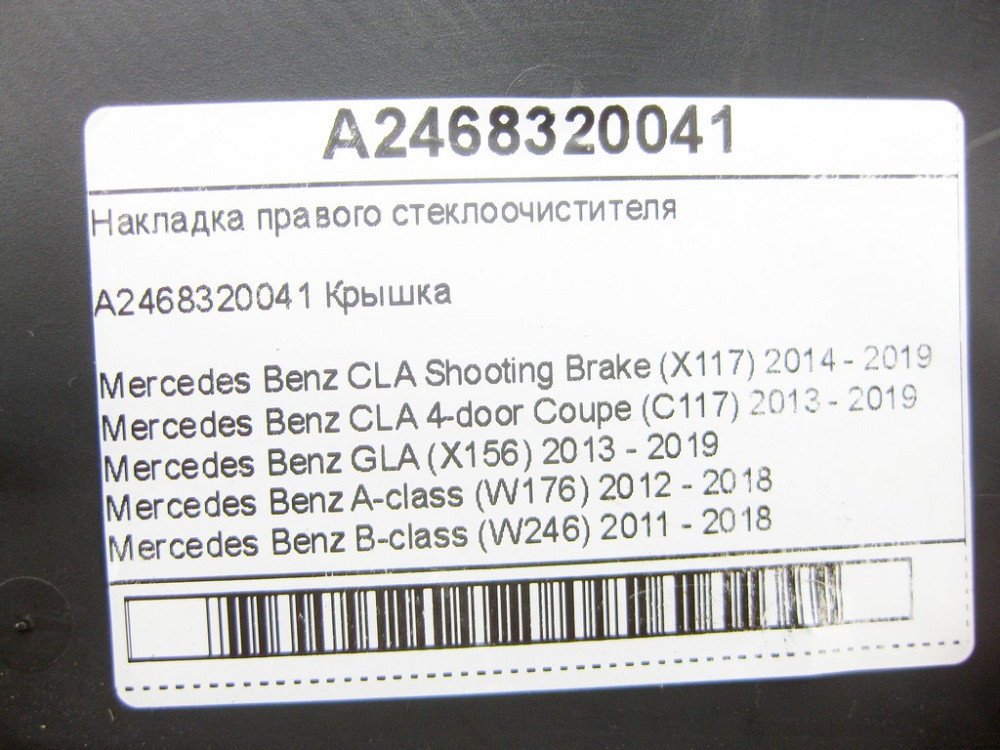 A2468320041
Накладка правого стеклоочистителя
A2468320041 Крышка
Mercedes Benz CLA Shooting Brake (X117) 2014 - 2019
Mercedes Benz CLA 4-door Coupe (C117) 2013 - 2019
Mercedes Benz GLA (X156) 2013 - 2019
Mercedes Benz A-class (W176) 2012 - 2018
Mercedes Benz B-class (W246) 2011 - 2018